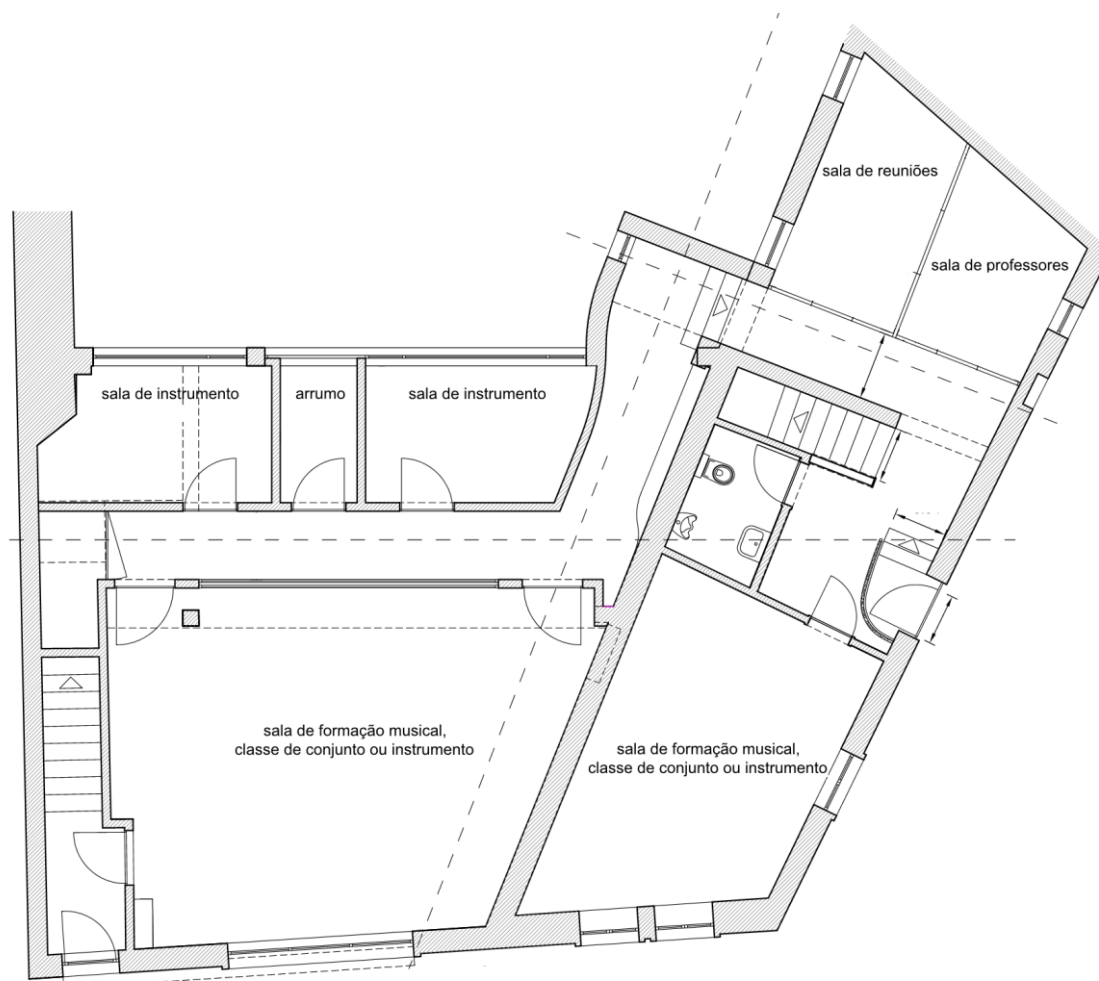 sala de reuniões
sala de professores
sala de instrumento
arrumo
sala de instrumento
sala de formação musical,
classe de conjunto ou instrumento
sala de formação musical,
classe de conjunto ou instrumento